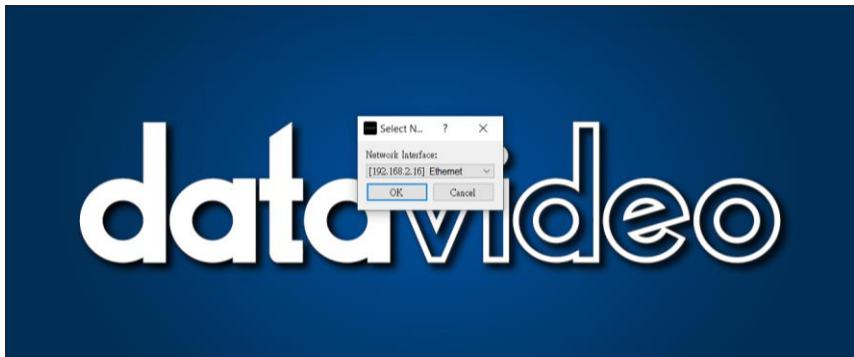 Select N... ? ×
Network Interface:
[192.168.2.16] Ethernet
OK Cancel
datavideo